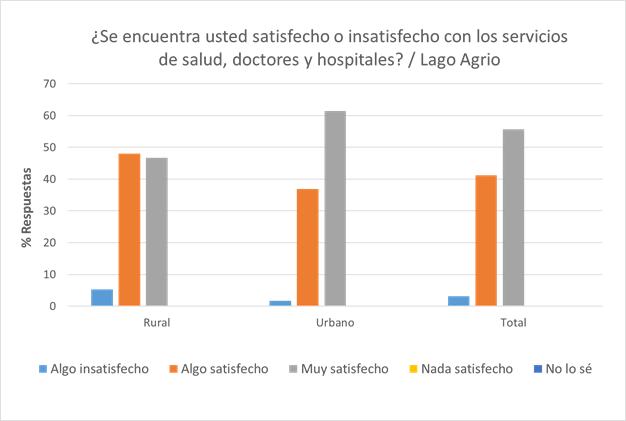 ¿Se encuentra usted satisfecho o insatisfecho con los servicios
de salud, doctores y hospitales? / Lago Agrio
% Respuestas
70
60
50
40
30
20
10
0
Rural Urbano Total
Algo insatisfecho Algo satisfecho Muy satisfecho Nada satisfecho No lo sé